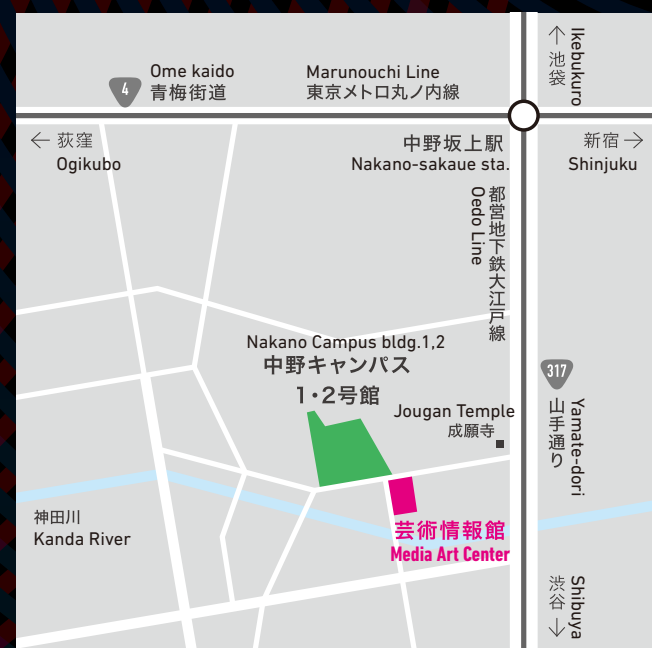 ↑ 池袋
Ikebukuro
4
Ome kaido
青梅街道
Marunouchi Line
東京メトロ丸ノ内線
← 荻窪
Ogikubo
中野坂上駅
Nakano-sakaue sta.
新宿 →
Shinjuku
都営地下鉄大江戸線
Oedo Line
Nakano Campus bldg.1,2
中野キャンパス
1・2号館
317
Yamate-dori
山手通り
Jougan Temple
成願寺
神田川
Kanda River
芸術情報館
Media Art Center
Shibuya
渋谷 ↓